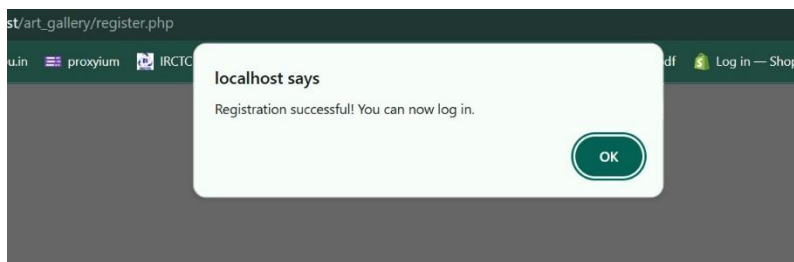 st/art_gallery/register.php
u.in proxyium IRCTC df Log in — Shop
localhost says
Registration successful! You can now log in.
OK